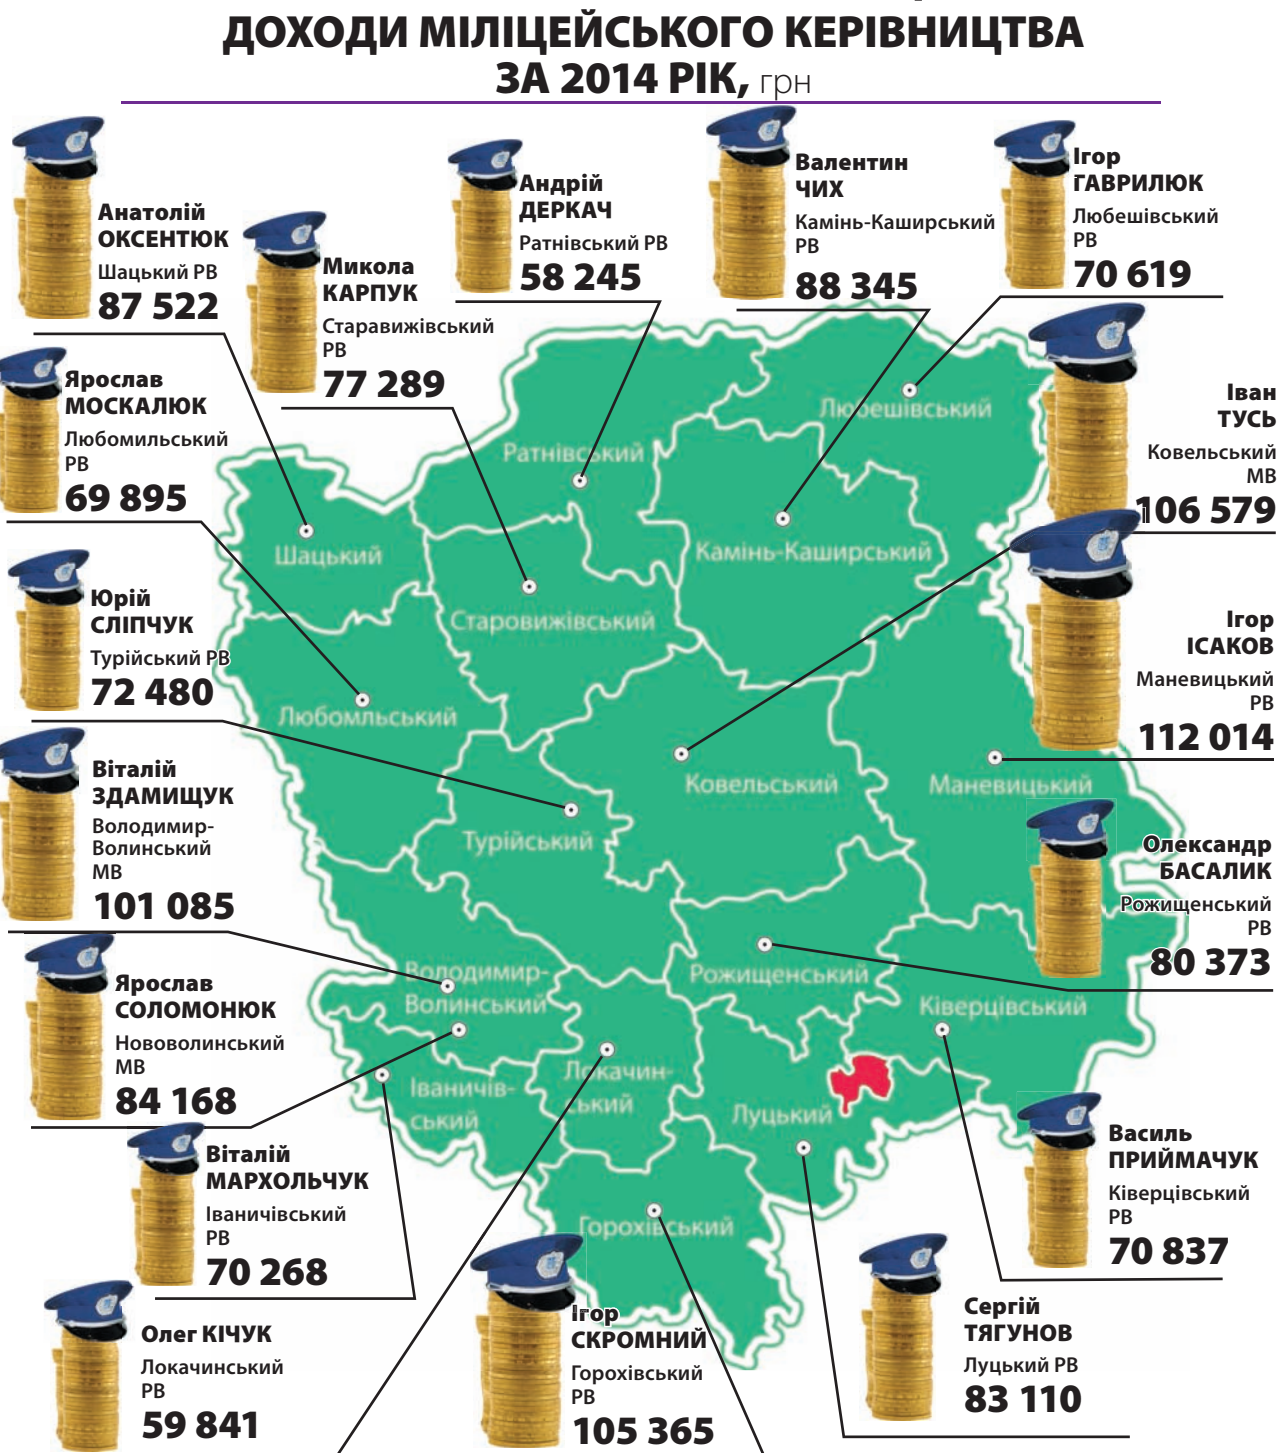 ДОХОДИ МІЛІЦЕЙСЬКОГО КЕРІВНИЦТВА
ЗА 2014 РІК, грн
Анатолій
ОКСЕНТЮК
Шацький РВ
87 522
Микола
КАРПУК
Старавижівський
РВ
77 289
Андрій
ДЕРКАЧ
Ратнівський РВ
58 245
Валентин
ЧИХ
Камінь-Каширський
РВ
88 345
Ігор
ГАВРИЛЮК
Любешівський
РВ
70 619
Ярослав
МОСКАЛЮК
Любомильський
РВ
69 895
Іван
ТУСЬ
Ковельський
МВ
106 579
Юрій
СЛІПЧУК
Турійський РВ
72 480
Ігор
ІСАКОВ
Маневицький
РВ
112 014
Віталій
ЗДАМИЩУК
Володимир-
Волинський
МВ
101 085
Олександр
БАСАЛИК
Рожищенський
РВ
80 373
Ярослав
СОЛОМОНЮК
Нововолинський
МВ
84 168
Віталій
МАРХОЛЬЧУК
Іваничівський
РВ
70 268
Василь
ПРИЙМАЧУК
Ківерцівський
РВ
70 837
Олег КІЧУК
Локачинський
РВ
59 841
Ігор
СКРОМНИЙ
Горохівський
РВ
105 365
Сергій
ТЯГУНОВ
Луцький РВ
83 110
Любешівський
Ратнівський
Шацький
Камінь-Каширський
Старовижівський
Любомльський
Ковельський
Маневицький
Турійський
Володимир-
Волинський
Рожищенський
Ківерцівський
Іваничів-
ський
Локачин-
ський
Луцький
Горохівський